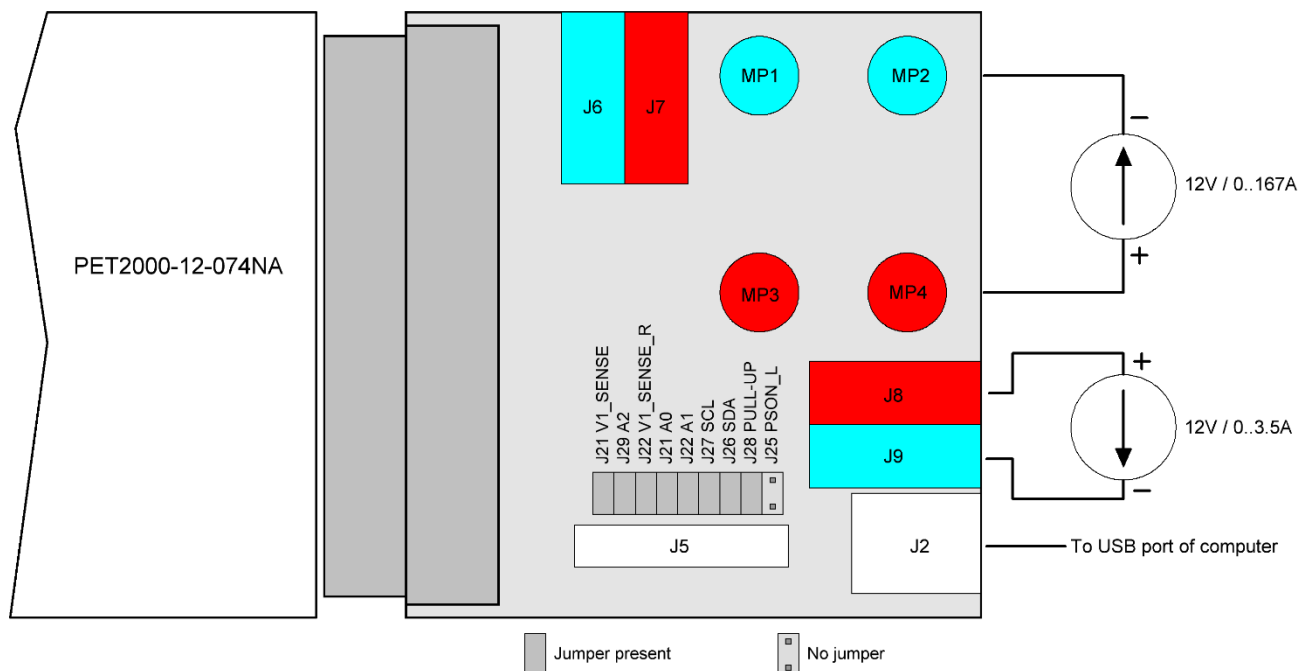 PET2000-12-074NA
J6
J7
MP1
MP2
MP3
MP4
−
12V / 0..167A
+
J21 V1_SENSE
J29 A2
J22 V1_SENSE_R
J21 A0
J22 A1
J27 SCL
J26 SDA
J28 PULL-UP
J25 PSON_L
J8
J9
+
12V / 0..3.5A
−
J5
J2
To USB port of computer
Jumper present
No jumper